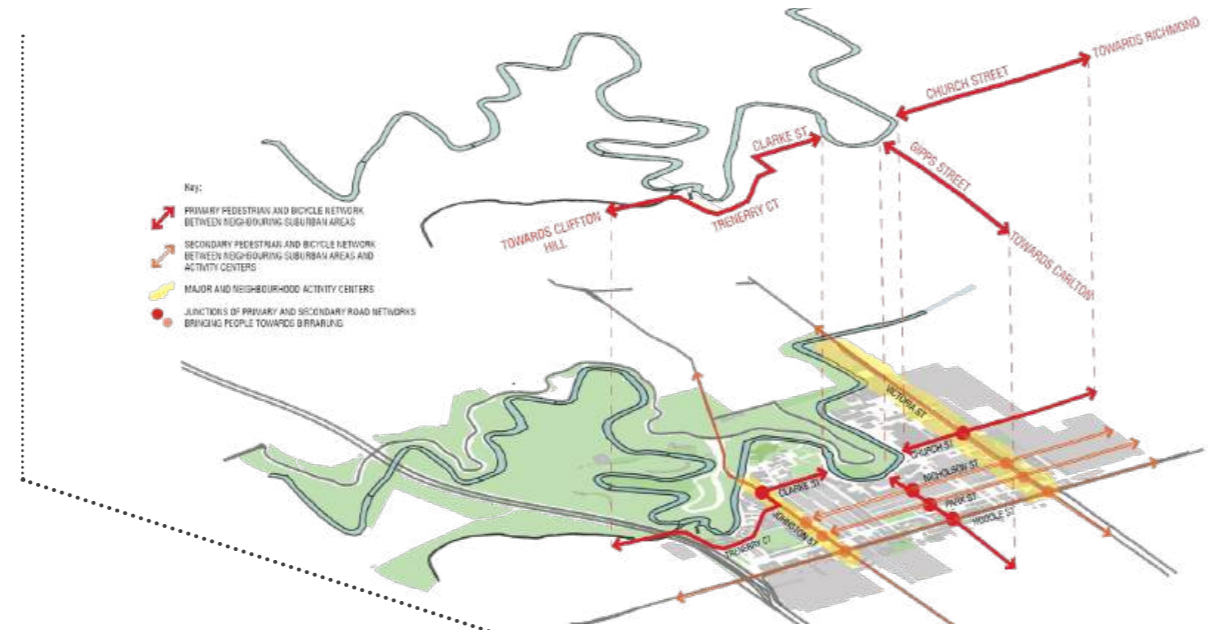 TOWARDS RICHMOND
CHURCH STREET
CLARKE ST
GIPPS STREET
TRENERRY CT
TOWARDS CLIFFTON
HILL
TOWARDS CARLTON
Key:
PRIMARY PEDESTRIAN AND BICYCLE NETWORK
BETWEEN NEIGHBOURING SUBURBAN AREAS
SECONDARY PEDESTRIAN AND BICYCLE NETWORK
BETWEEN NEIGHBOURING SUBURBAN AREAS AND
ACTIVITY CENTERS
MAJOR AND NEIGHBOURHOOD ACTIVITY CENTERS
JUNCTIONS OF PRIMARY AND SECONDARY ROAD NETWORKS
BRINGING PEOPLE TOWARDS BIRRARUNG
VICTORIA ST
CHURCH ST
NICHOLSON ST
CLARKE ST
PARK ST
HODDLE ST
JOHNSTON ST
TRENERRY CT